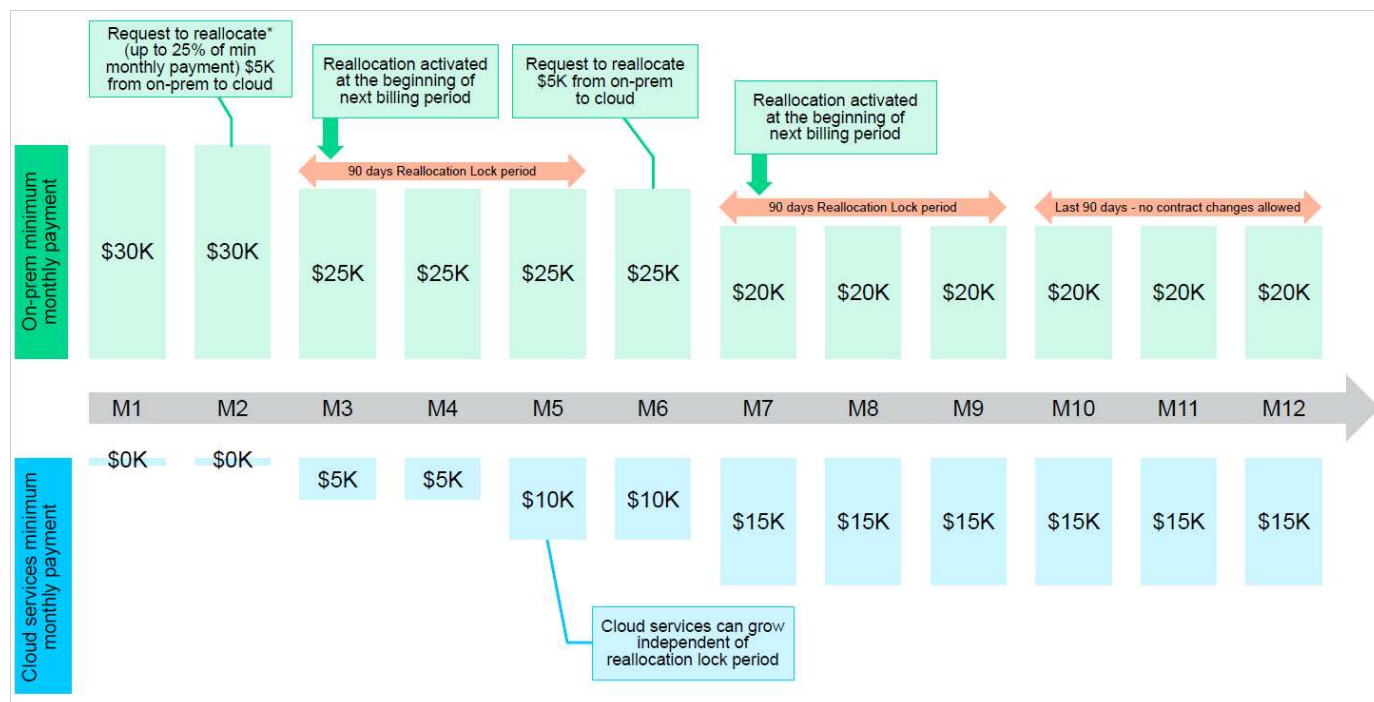 Request to reallocate*
(up to 25% of min
monthly payment) $5K
from on-prem to cloud
Reallocation activated
at the beginning of
next billing period
Request to reallocate
$5K from on-prem
to cloud
Reallocation activated
at the beginning of
next billing period
On-prem minimum
monthly payment
90 days Reallocation Lock period
90 days Reallocation Lock period
Last 90 days - no contract changes allowed
$30K
$30K
$25K
$25K
$25K
$25K
$20K
$20K
$20K
$20K
$20K
$20K
M1
M2
M3
M4
M5
M6
M7
M8
M9
M10
M11
M12
Cloud services minimum
monthly payment
$0K
$0K
$5K
$5K
$10K
$10K
$15K
$15K
$15K
$15K
$15K
$15K
Cloud services can grow
independent of
reallocation lock period